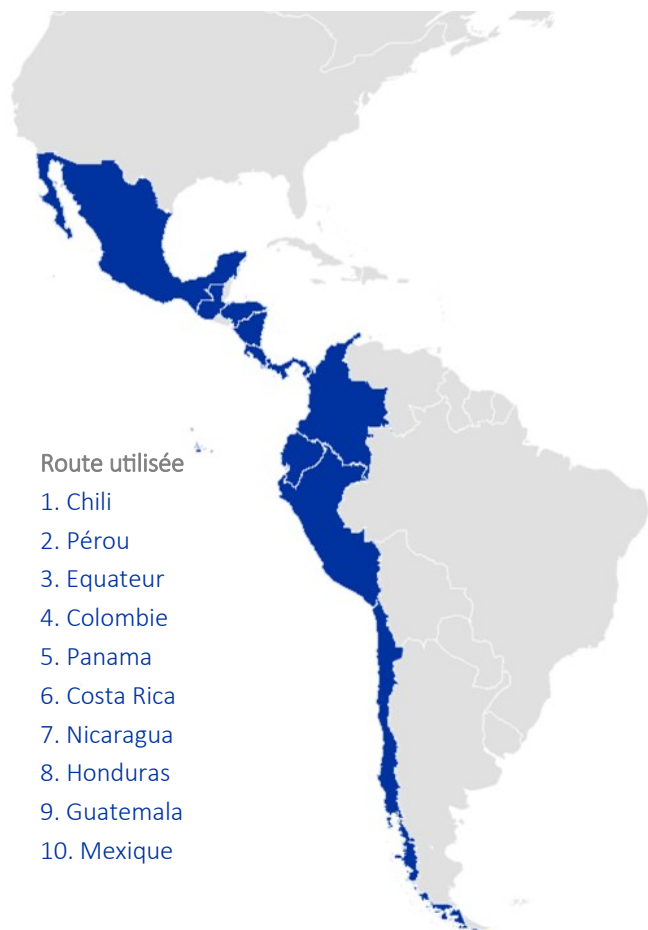 Route utilisée
1. Chili
2. Pérou
3. Equateur
4. Colombie
5. Panama
6. Costa Rica
7. Nicaragua
8. Honduras
9. Guatemala
10. Mexique